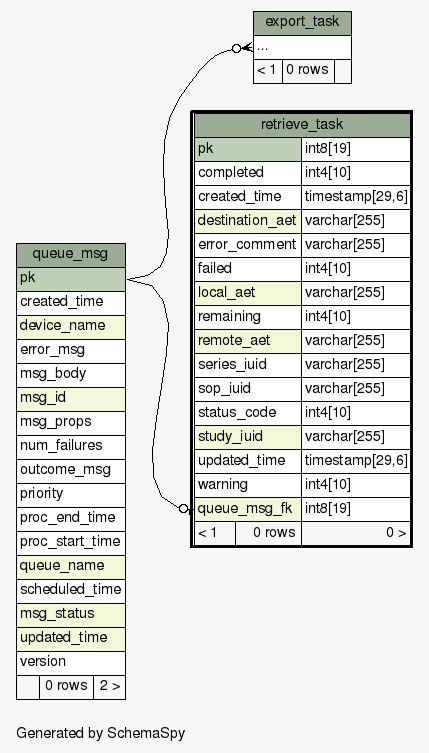 export_task
...
< 1 0 rows
retrieve_task
pk int8[19]
completed int4[10]
created_time timestamp[29,6]
destination_aet varchar[255]
error_comment varchar[255]
failed int4[10]
local_aet varchar[255]
remaining int4[10]
remote_aet varchar[255]
series_iuid varchar[255]
sop_iuid varchar[255]
status_code int4[10]
study_iuid varchar[255]
updated_time timestamp[29,6]
warning int4[10]
queue_msg_fk int8[19]
< 1 0 rows 0 >
queue_msg
pk
created_time
device_name
error_msg
msg_body
msg_id
msg_props
num_failures
outcome_msg
priority
proc_end_time
proc_start_time
queue_name
scheduled_time
msg_status
updated_time
version
0 rows 2 >
Generated by SchemaSpy